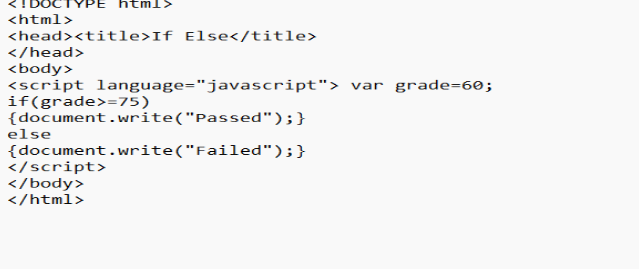 <!DOCTYPE html>
<html>
<head><title>If Else</title>
</head>
<body>
<script language="javascript"> var grade=60;
if(grade>=75)
{document.write("Passed");}
else
{document.write("Failed");}
</script>
</body>
</html>